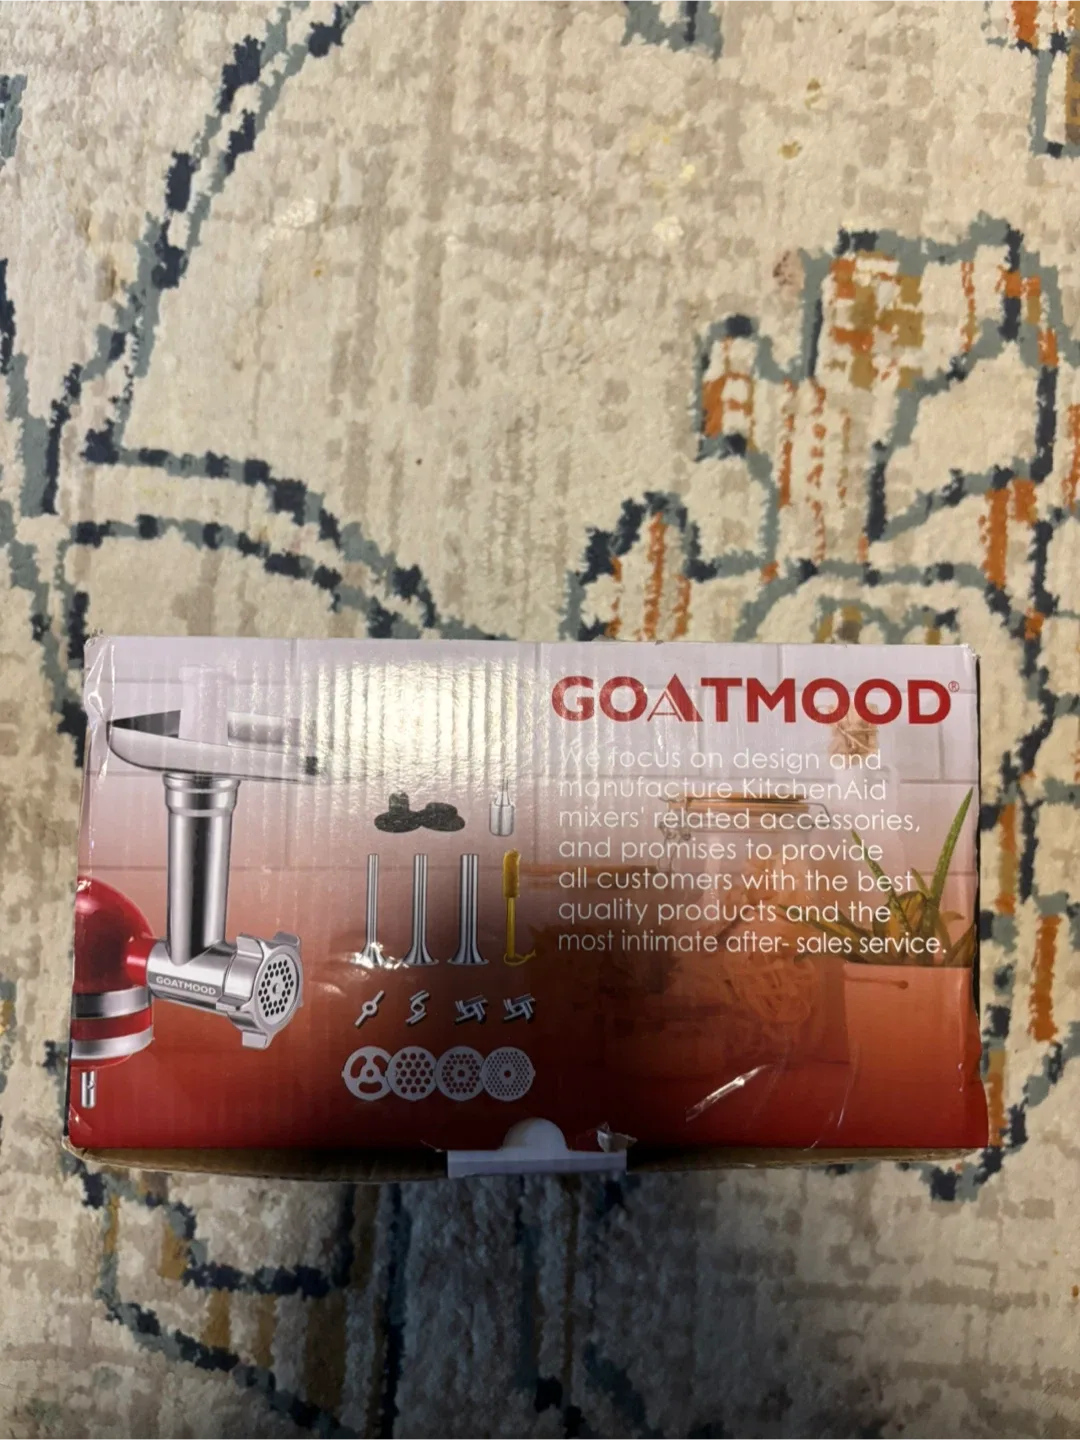 GOATMOOD®
We focus on design and
manufacture KitchenAid
mixers' related accessories,
and promises to provide
all customers with the best
quality products and the
most intimate after- sales service.
GOATMOOD